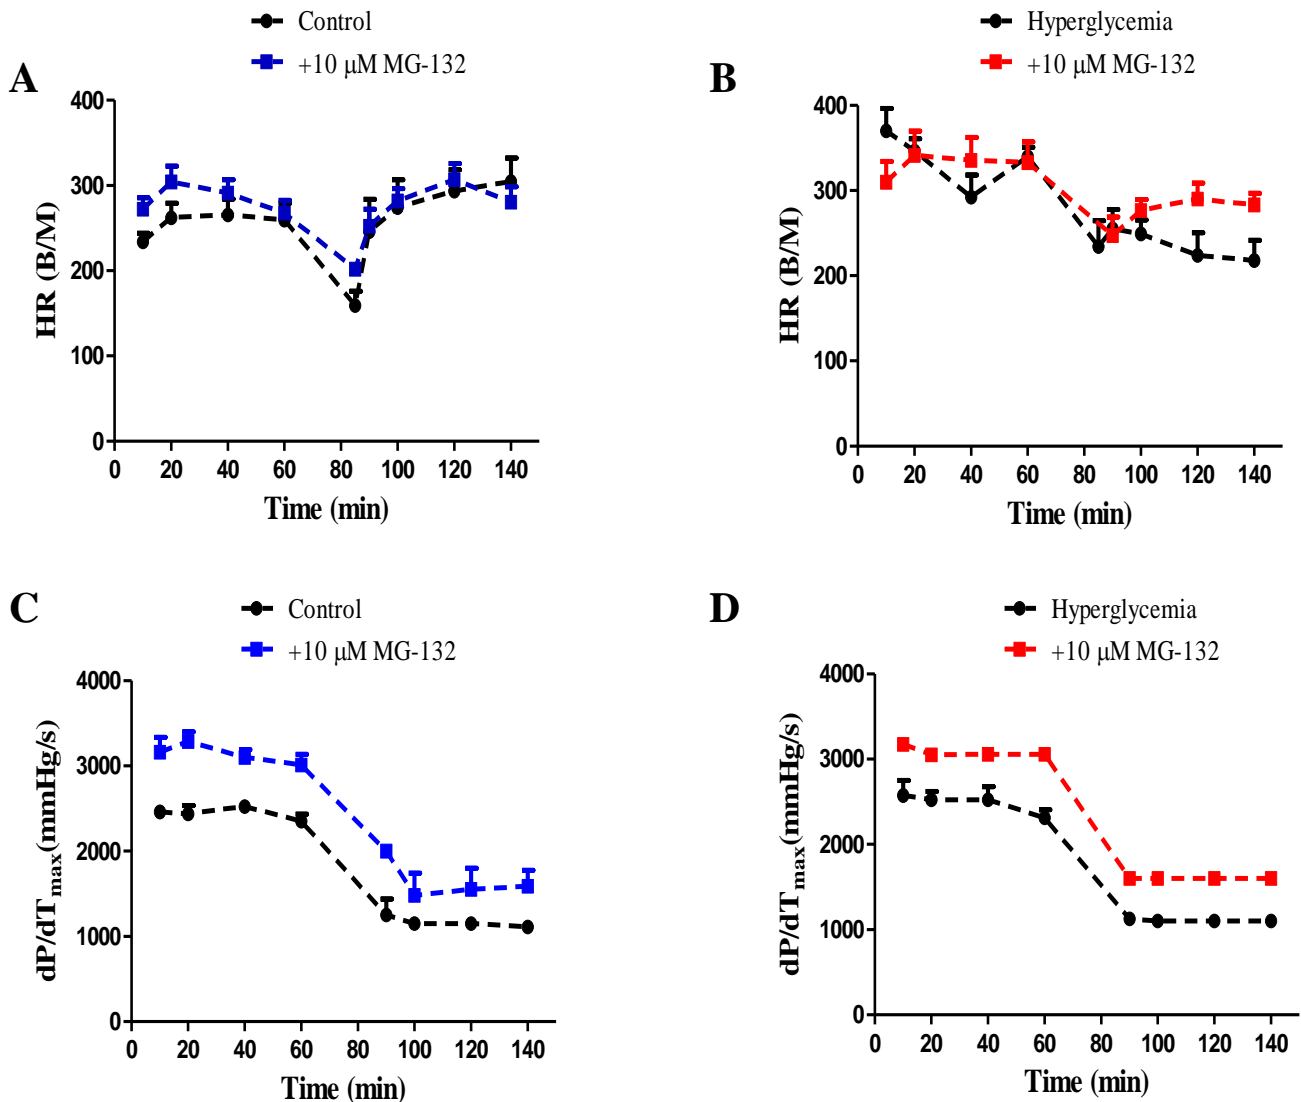 A
Control
+10 μM MG-132
HR (B/M)
400
300
200
100
0
0 20 40 60 80 100 120 140
Time (min)
B
Hyperglycemia
+10 μM MG-132
HR (B/M)
400
300
200
100
0
0 20 40 60 80 100 120 140
Time (min)
C
Control
+10 μM MG-132
dP/dTmax(mmHg/s)
4000
3000
2000
1000
0
0 20 40 60 80 100 120 140
Time (min)
D
Hyperglycemia
+10 μM MG-132
dP/dTmax(mmHg/s)
4000
3000
2000
1000
0
0 20 40 60 80 100 120 140
Time (min)